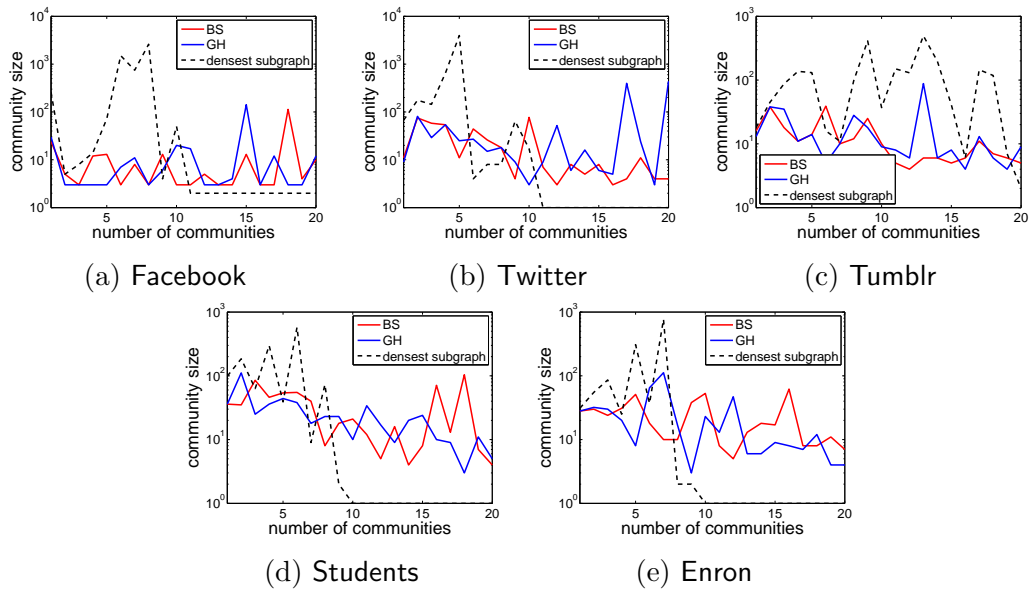 10^4
10^3
10^2
10^1
10^0
community size
BS
GH
densest subgraph
5
10
15
20
number of communities
(a) Facebook
10^4
10^3
10^2
10^1
10^0
community size
BS
GH
densest subgraph
5
10
15
20
number of communities
(b) Twitter
10^3
10^2
10^1
10^0
community size
BS
GH
densest subgraph
5
10
15
20
number of communities
(c) Tumblr
10^3
10^2
10^1
10^0
community size
BS
GH
densest subgraph
5
10
15
20
number of communities
(d) Students
10^3
10^2
10^1
10^0
community size
BS
GH
densest subgraph
5
10
15
20
number of communities
(e) Enron